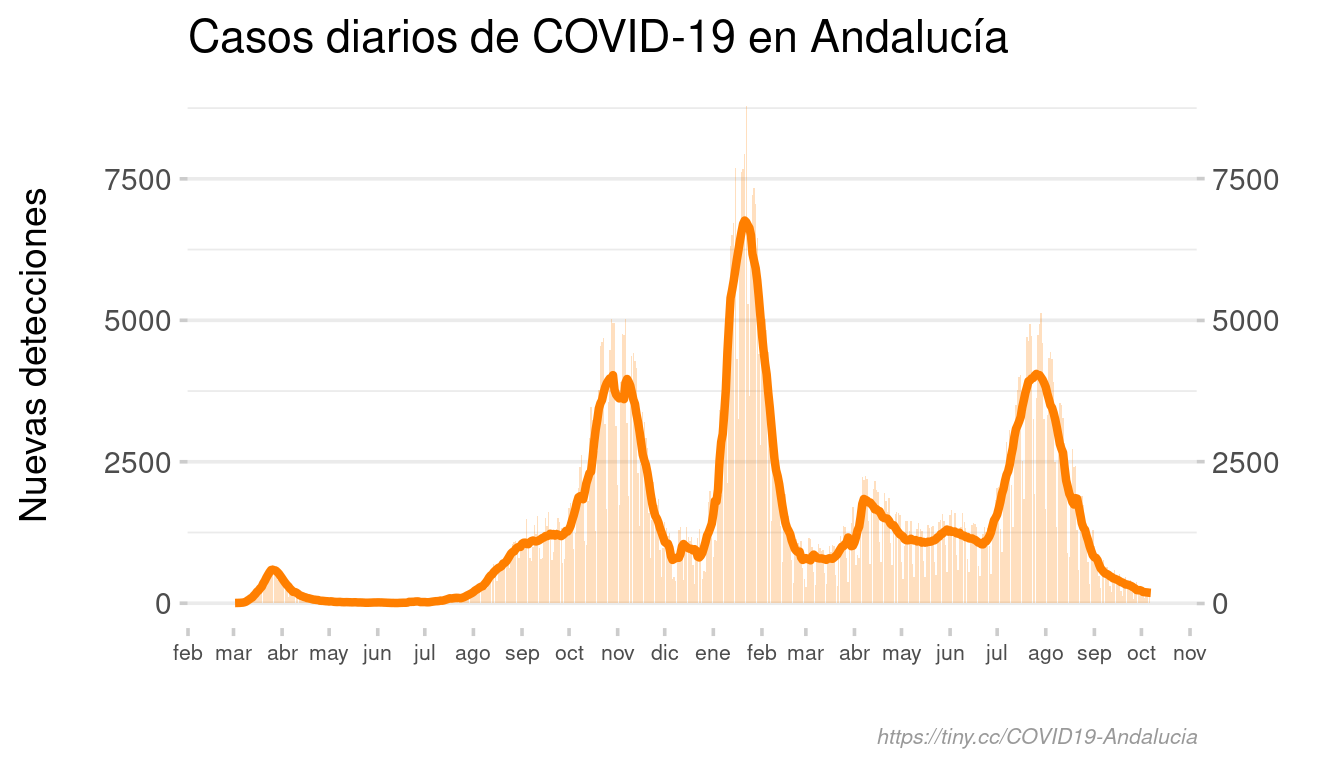 Casos diarios de COVID-19 en Andalucía
Nuevas detecciones
7500 7500
5000 5000
2500 2500
0 0
feb mar abr may jun jul ago sep oct nov dic ene feb mar abr may jun jul ago sep oct nov
https://tiny.cc/COVID19-Andalucia